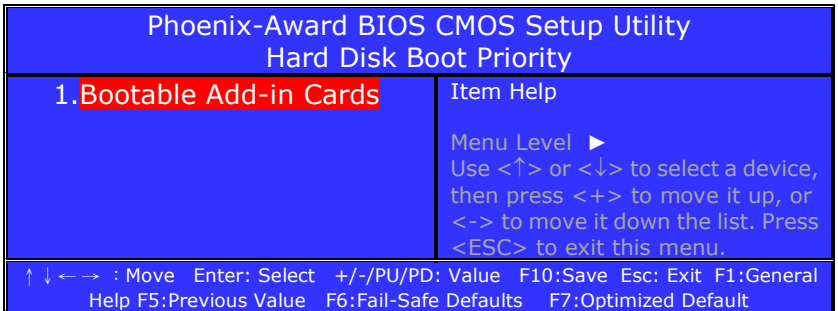 Phoenix-Award BIOS CMOS Setup Utility
Hard Disk Boot Priority
1.Bootable Add-in Cards
Item Help
Menu Level ►
Use <↑> or <↓> to select a device,
then press <+> to move it up, or
<-> to move it down the list. Press
<ESC> to exit this menu.
↑↓←→ : Move Enter: Select +/-/PU/PD: Value F10:Save Esc: Exit F1:General
Help F5:Previous Value F6:Fail-Safe Defaults F7:Optimized Default